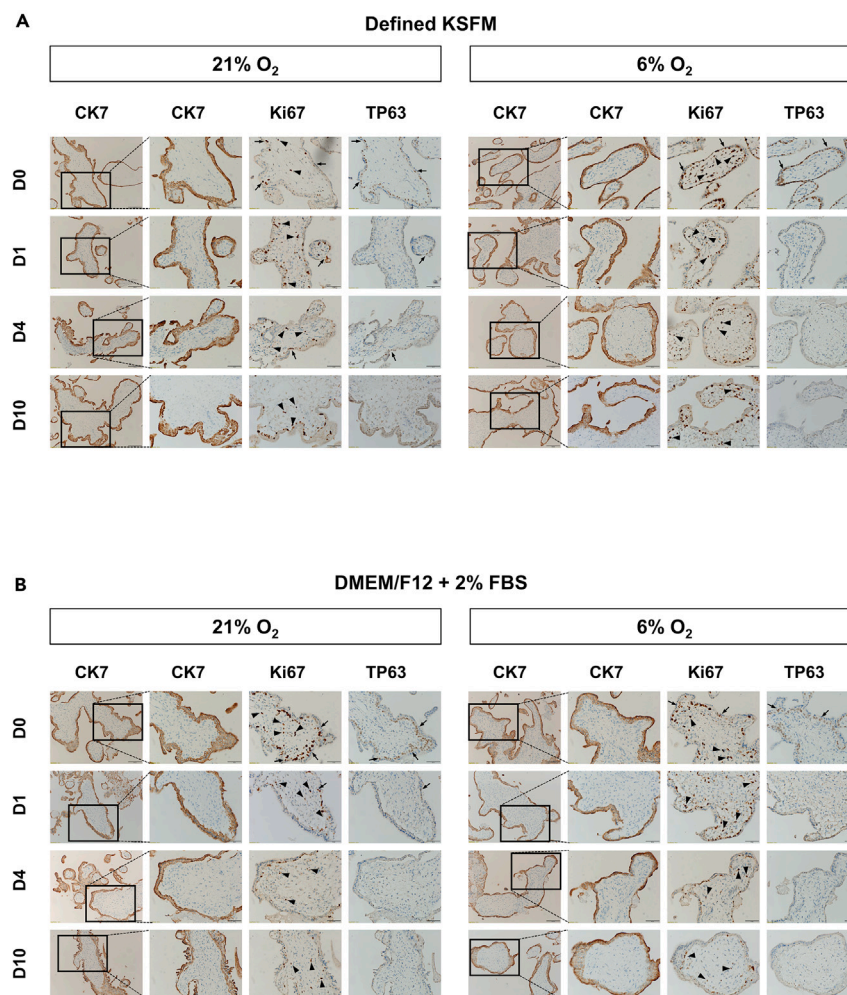 A
Defined KSFM
21% O₂ 6% O₂
CK7 CK7 Ki67 TP63 CK7 CK7 Ki67 TP63
D0
D1
D4
D10
B
DMEM/F12 + 2% FBS
21% O₂ 6% O₂
CK7 CK7 Ki67 TP63 CK7 CK7 Ki67 TP63
D0
D1
D4
D10